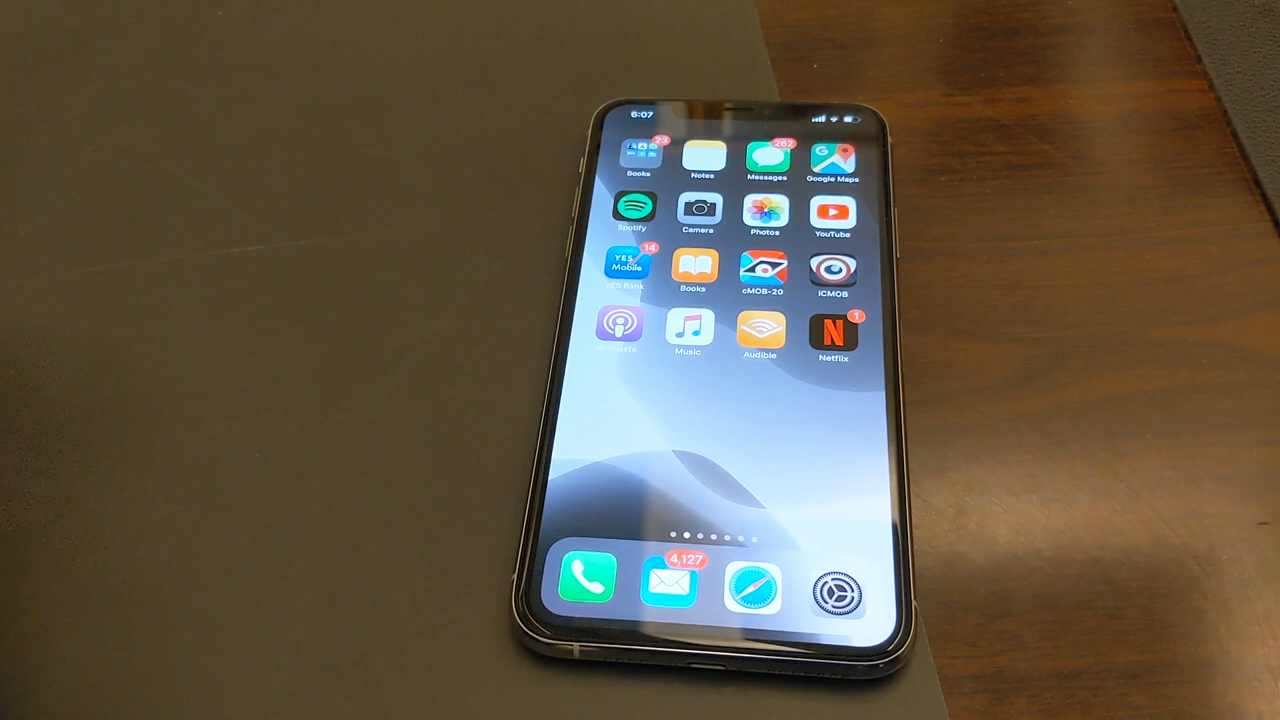 6:07
23
262
Books
Notes
Messages
Google Maps
Spotify
Camera
Photos
YouTube
14
YES
Mobile
YES Bank
Books
cMOB-20
ICMOB
1
N
Podcasts
Music
Audible
Netflix
4,127